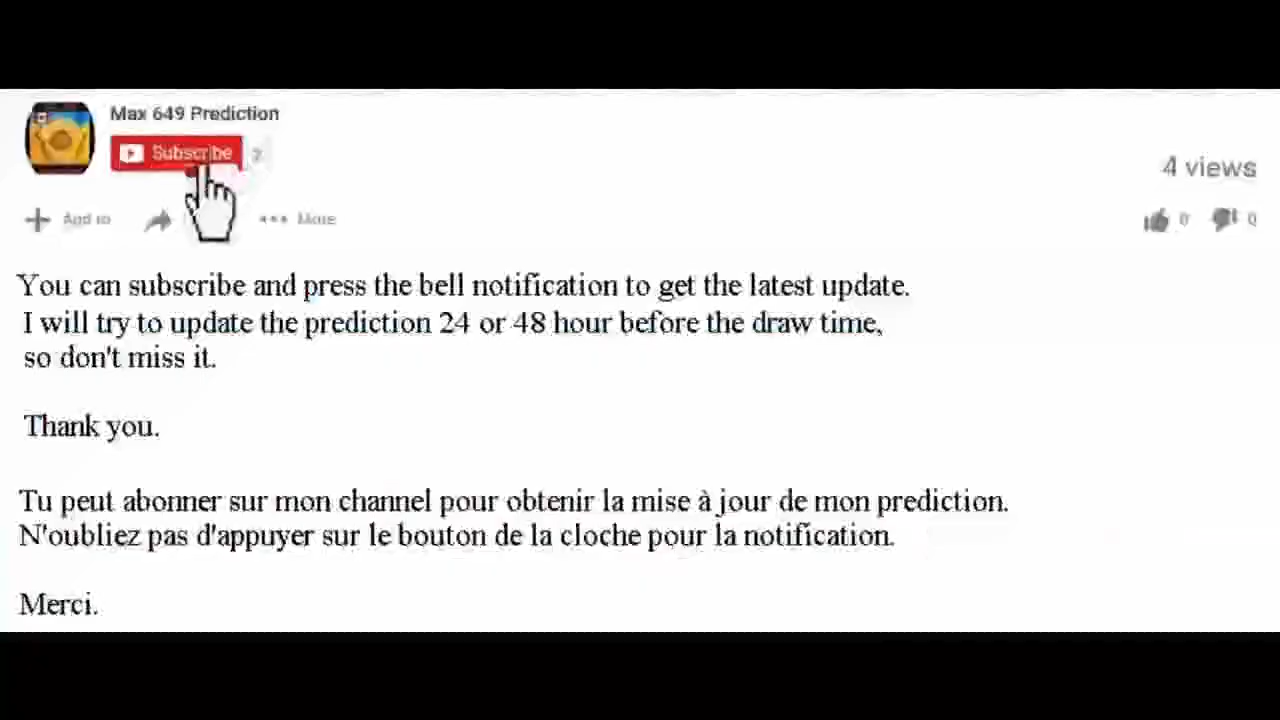 Max 649 Prediction
Subscribe 2
4 views
Add to More
0 0
You can subscribe and press the bell notification to get the latest update.
I will try to update the prediction 24 or 48 hour before the draw time,
so don't miss it.
Thank you.
Tu peut abonner sur mon channel pour obtenir la mise à jour de mon prediction.
N'oubliez pas d'appuyer sur le bouton de la cloche pour la notification.
Merci.